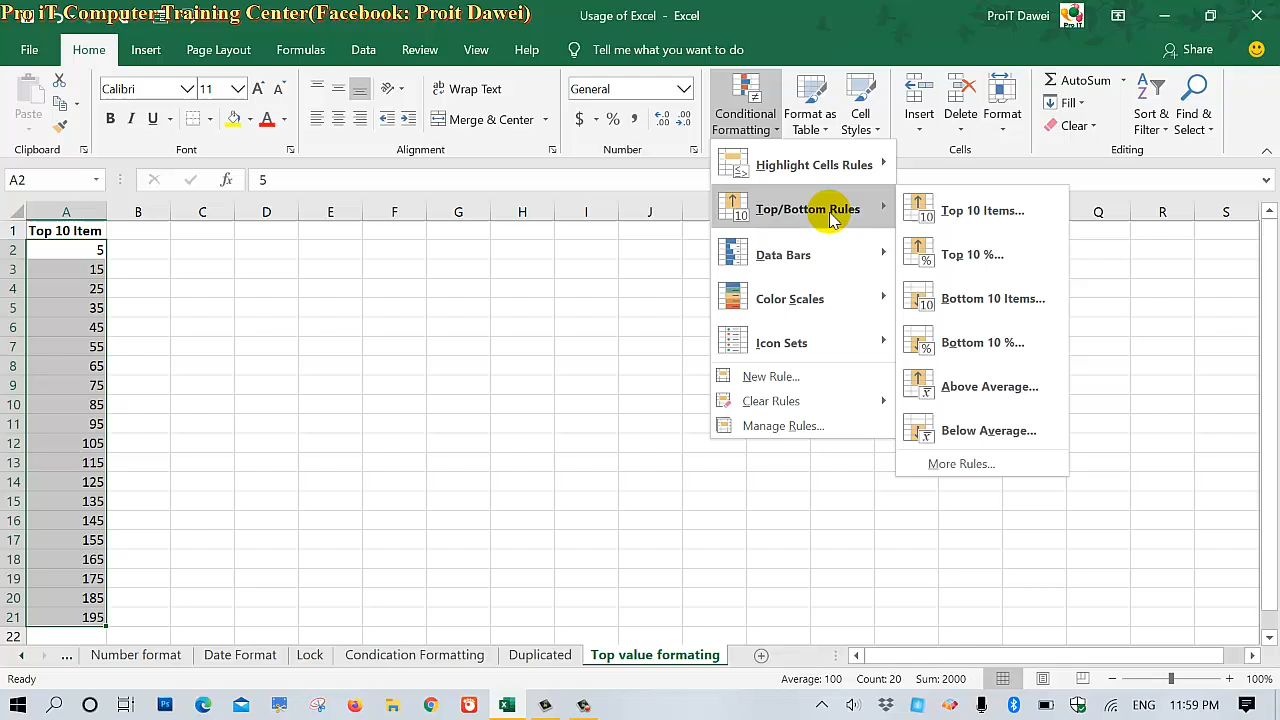 Pro iT Computer Training Center(Facebook: Proit Dawei)
Usage of Excel - Excel
ProiT Dawei
File Home Insert Page Layout Formulas Data Review View Help Tell me what you want to do Share
Paste
Calibri 11
Wrap Text
General
Conditional Formatting
Format as Table
Cell Styles
Insert
Delete
Format
AutoSum
Fill
Clear
Sort & Filter
Find & Select
B I U
Merge & Center
$ % ,
Clipboard Font Alignment Number Cells Editing
A2 fx 5
A B C D E F G H I J Q R S
1 Top 10 Item
2 5
3 15
4 25
5 35
6 45
7 55
8 65
9 75
10 85
11 95
12 105
13 115
14 125
15 135
16 145
17 155
18 165
19 175
20 185
21 195
22
Highlight Cells Rules
Top/Bottom Rules
Data Bars
Color Scales
Icon Sets
New Rule...
Clear Rules
Manage Rules...
Top 10 Items...
Top 10 %...
Bottom 10 Items...
Bottom 10 %...
Above Average...
Below Average...
More Rules...
... Number format Date Format Lock Condication Formatting Duplicated Top value formating
Ready Average: 100 Count: 20 Sum: 2000 100%
ENG 11:59 PM